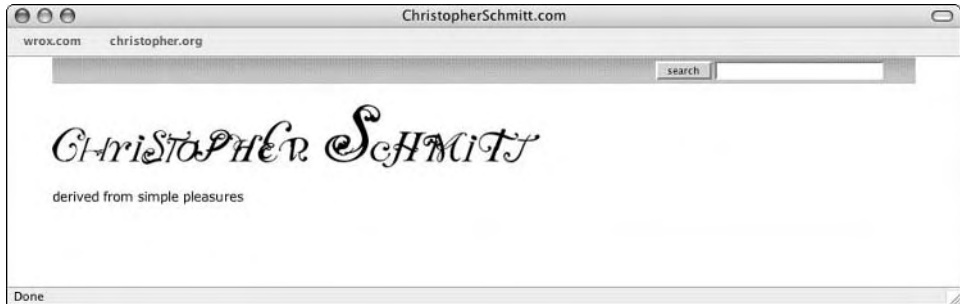 ChristopherSchmitt.com
wrox.com christopher.org
search
CHriSToPHER ScHMiTT
derived from simple pleasures
Done